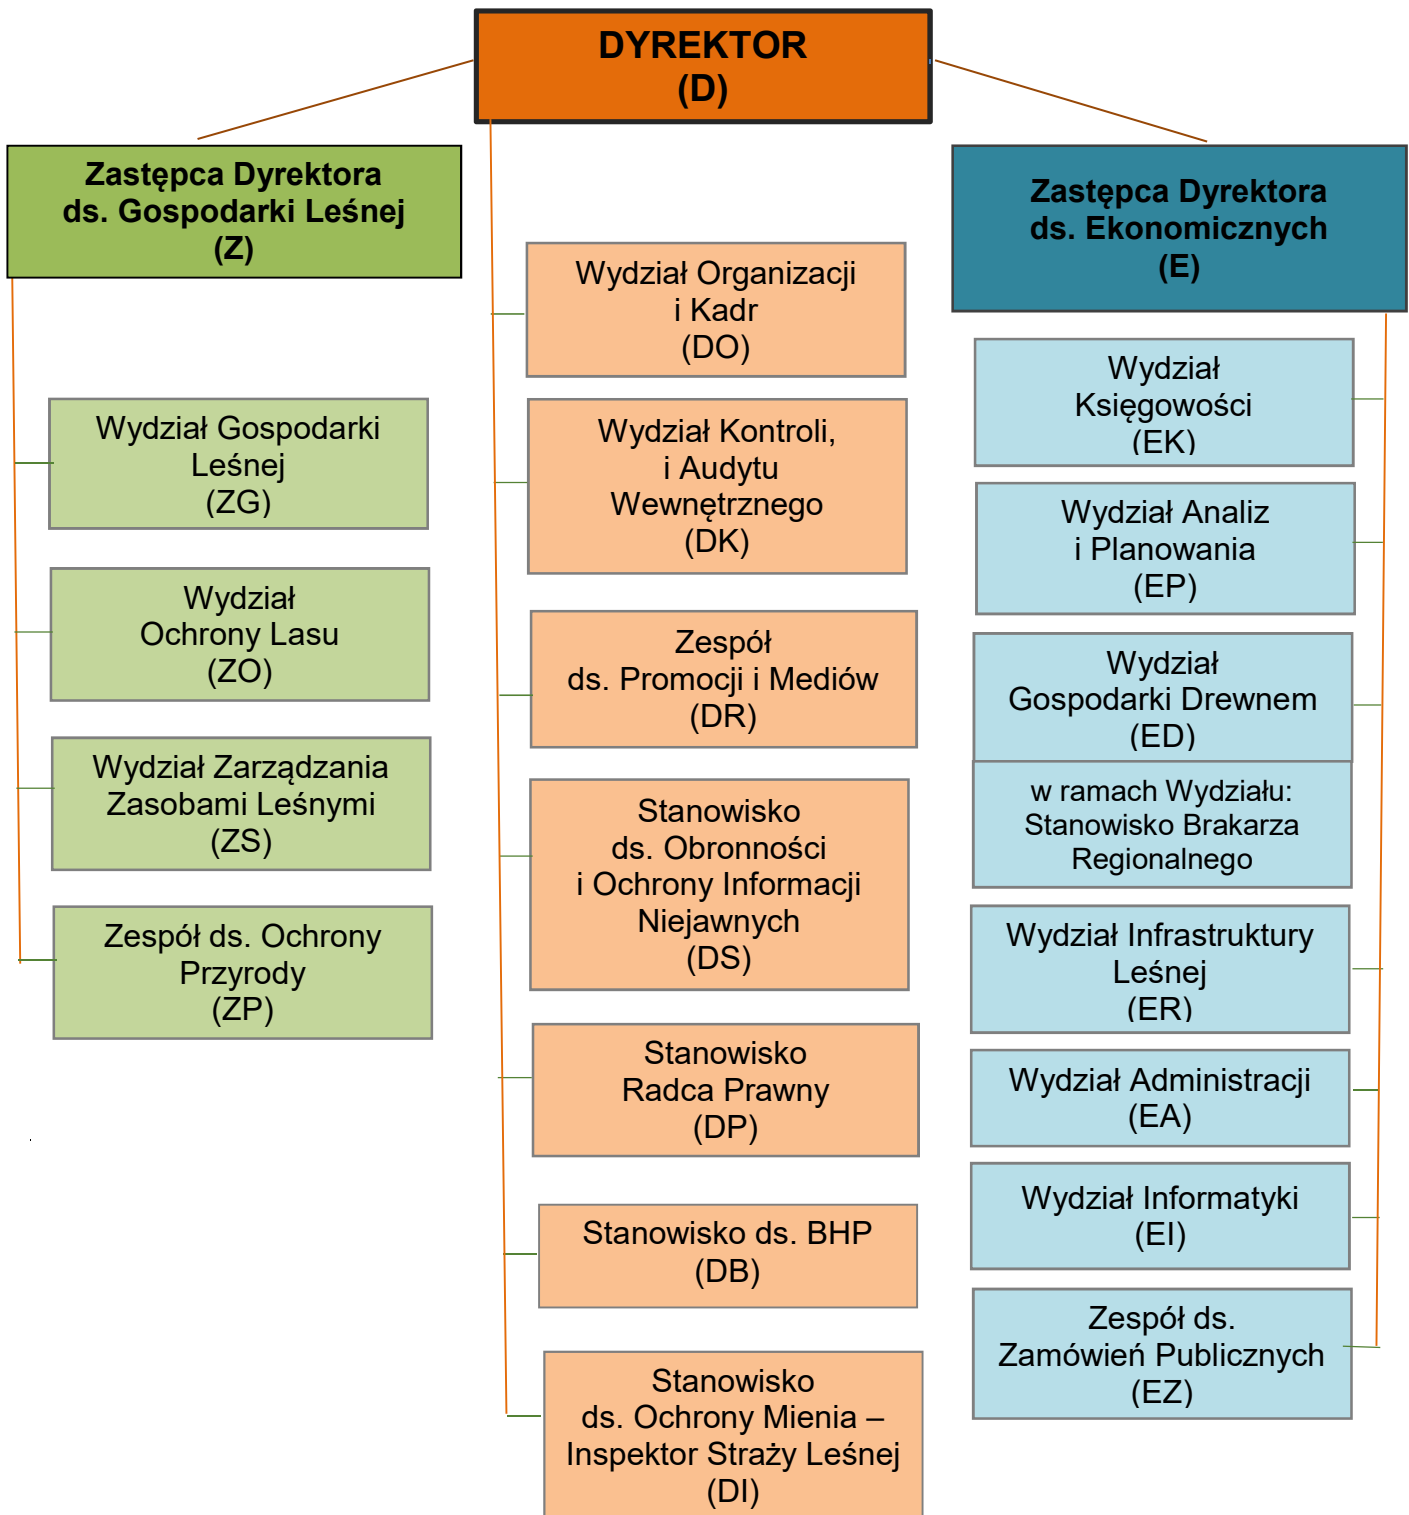 DYREKTOR
(D)
Zastępca Dyrektora
ds. Gospodarki Leśnej
(Z)
Wydział Gospodarki
Leśnej
(ZG)
Wydział
Ochrony Lasu
(ZO)
Wydział Zarządzania
Zasobami Leśnymi
(ZS)
Zespół ds. Ochrony
Przyrody
(ZP)
Wydział Organizacji
i Kadr
(DO)
Wydział Kontroli,
i Audytu
Wewnętrznego
(DK)
Zespół
ds. Promocji i Mediów
(DR)
Stanowisko
ds. Obronności
i Ochrony Informacji
Niejawnych
(DS)
Stanowisko
Radca Prawny
(DP)
Stanowisko ds. BHP
(DB)
Stanowisko
ds. Ochrony Mienia –
Inspektor Straży Leśnej
(DI)
Zastępca Dyrektora
ds. Ekonomicznych
(E)
Wydział
Księgowości
(EK)
Wydział Analiz
i Planowania
(EP)
Wydział
Gospodarki Drewnem
(ED)
w ramach Wydziału:
Stanowisko Brakarza
Regionalnego
Wydział Infrastruktury
Leśnej
(ER)
Wydział Administracji
(EA)
Wydział Informatyki
(EI)
Zespół ds.
Zamówień Publicznych
(EZ)